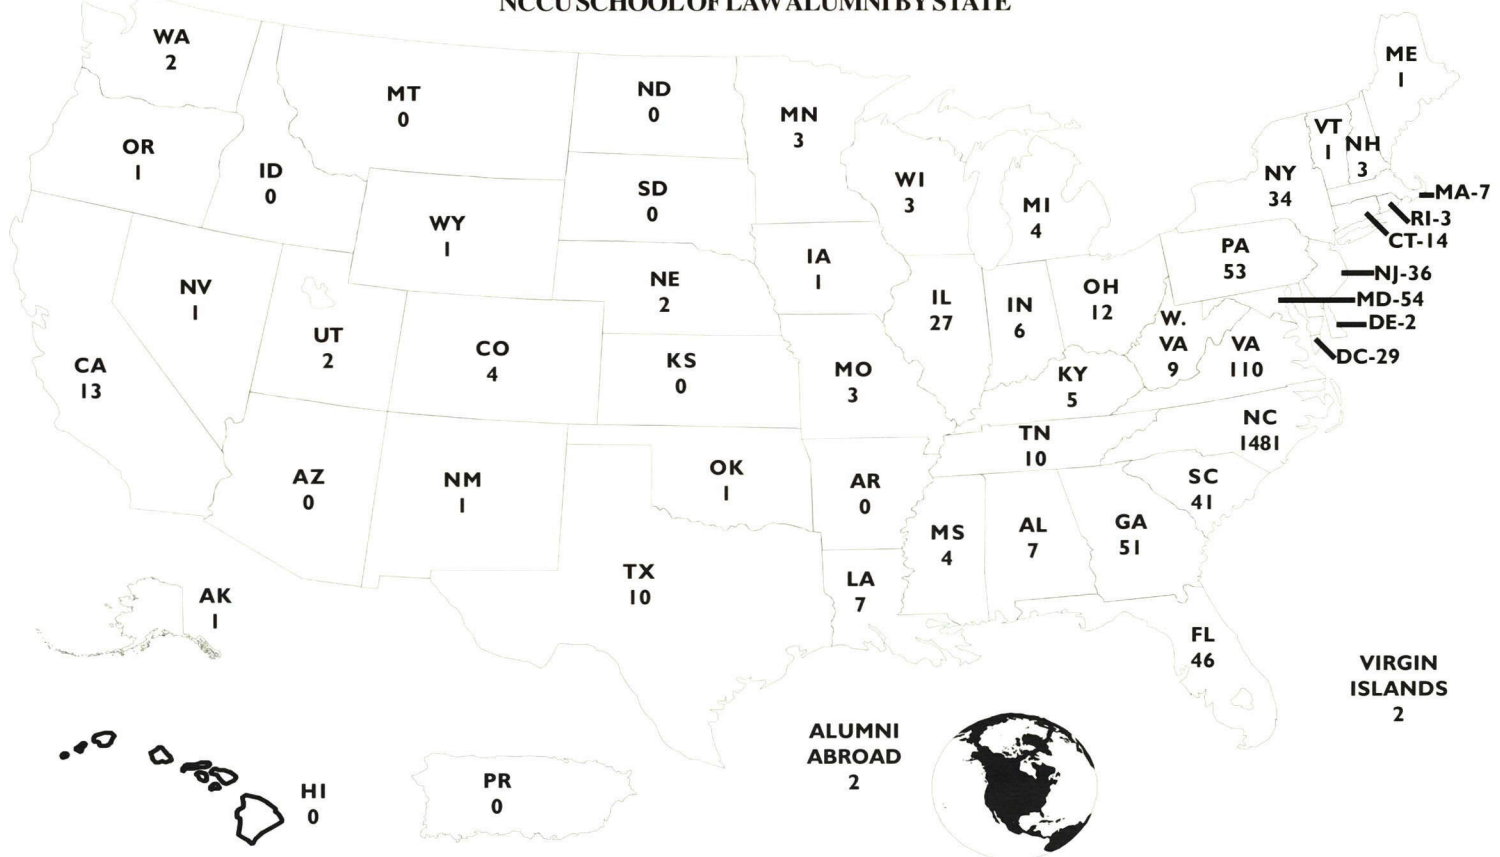 NCCU SCHOOL OF LAW ALUMNI BY STATE
WA
2
MT
0
ND
0
MN
3
ME
1
OR
1
ID
0
SD
0
WI
3
MI
4
NY
34
VT
1
NH
3
MA-7
RI-3
CT-14
WY
1
NV
1
UT
2
CO
4
NE
2
IA
1
IL
27
IN
6
OH
12
PA
53
NJ-36
MD-54
DE-2
DC-29
CA
13
KS
0
MO
3
KY
5
W.
VA
9
VA
110
NC
1481
TN
10
SC
41
AZ
0
NM
1
OK
1
AR
0
MS
4
AL
7
GA
51
TX
10
LA
7
FL
46
AK
1
HI
0
PR
0
ALUMNI
ABROAD
2
VIRGIN
ISLANDS
2